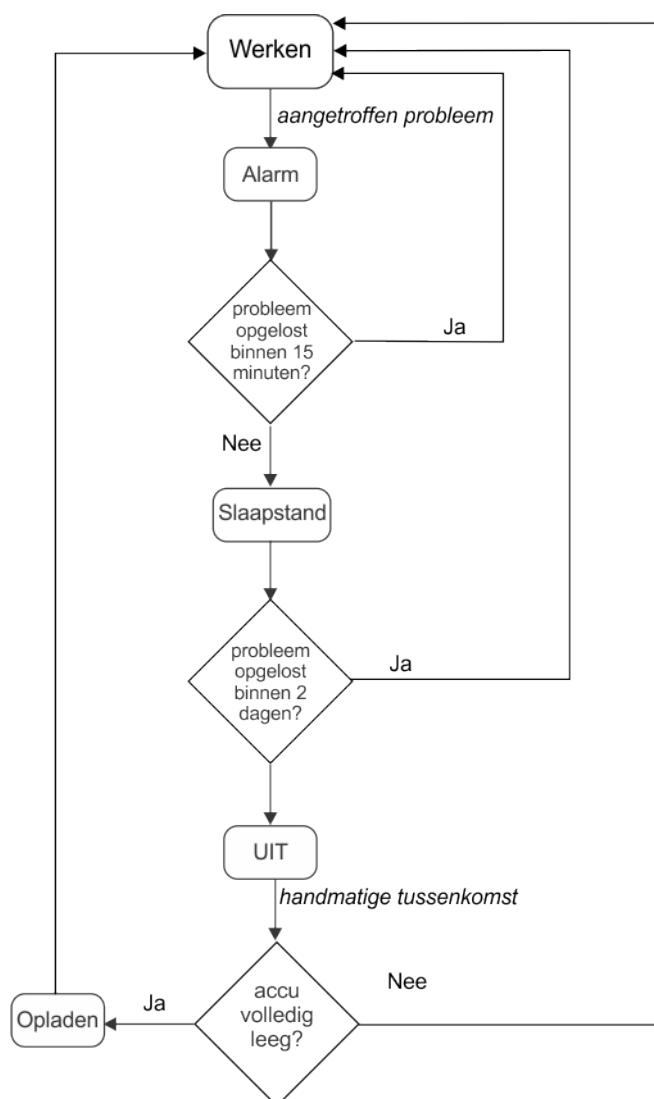 Werken
aangetroffen probleem
Alarm
probleem
opgelost
binnen 15
minuten?
Ja
Nee
Slaapstand
probleem
opgelost
binnen 2
dagen?
Ja
UIT
handmatige tussenkomst
accu
volledig
leeg?
Nee
Ja
Opladen